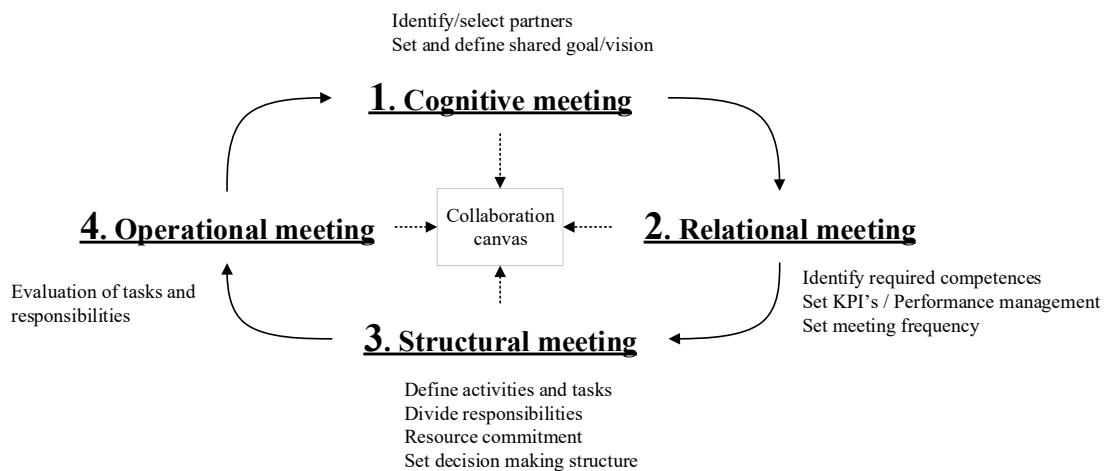 Identify/select partners
Set and define shared goal/vision
1. Cognitive meeting
4. Operational meeting
Collaboration
canvas
2. Relational meeting
Evaluation of tasks and
responsibilities
Identify required competences
Set KPI's / Performance management
Set meeting frequency
3. Structural meeting
Define activities and tasks
Divide responsibilities
Resource commitment
Set decision making structure